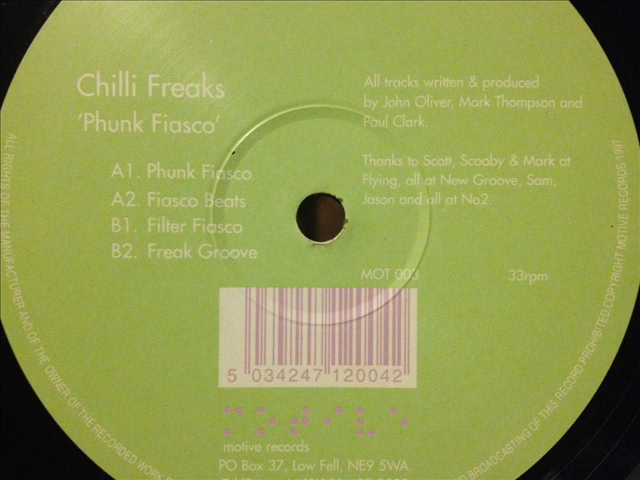 Chilli Freaks
'Phunk Fiasco'
A1. Phunk Fiasco
A2. Fiasco Beats
B1. Filter Fiasco
B2. Freak Groove
All tracks written & produced
by John Oliver, Mark Thompson and
Paul Clark.
Thanks to Scott, Scooby & Mark at
Flying, all at New Groove, Sam,
Jason and all at No2.
MOT 003
33rpm
5 034247 120042
motive records
PO Box 37, Low Fell, NE9 5WA
ALL RIGHTS OF THE MANUFACTURER AND OF THE OWNER OF THE RECORDED WORK
BROADCASTING OF THIS RECORD PROHIBITED COPYRIGHT MOTIVE RECORDS 1997